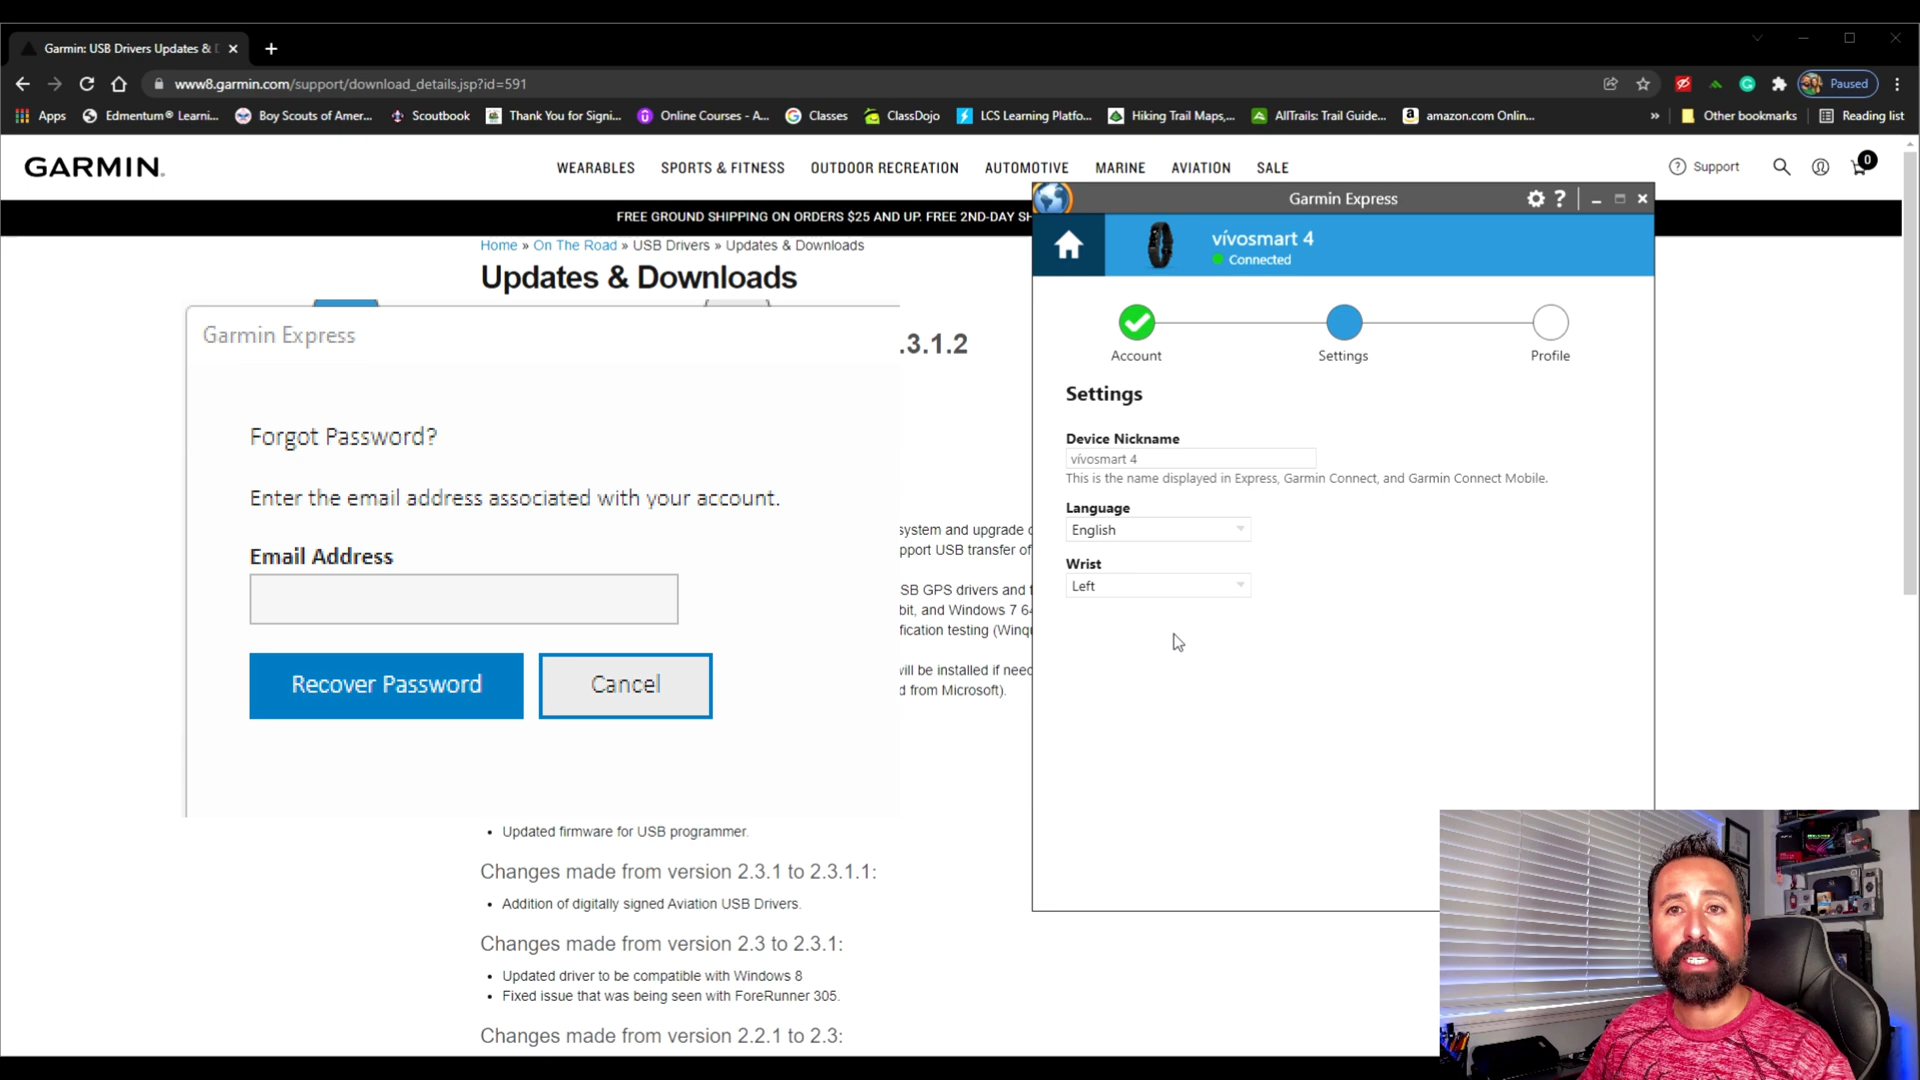 Garmin: USB Drivers Updates & D
www8.garmin.com/support/download_details.jsp?id=591
Paused
Apps
Edmentum® Learni...
Boy Scouts of Amer...
Scoutbook
Thank You for Signi...
Online Courses - A...
Classes
ClassDojo
LCS Learning Platfo...
Hiking Trail Maps,...
AllTrails: Trail Guide...
amazon.com Onlin...
»
Other bookmarks
Reading list
GARMIN.
WEARABLES
SPORTS & FITNESS
OUTDOOR RECREATION
AUTOMOTIVE
MARINE
AVIATION
SALE
Support
0
FREE GROUND SHIPPING ON ORDERS $25 AND UP. FREE 2ND-DAY SH
Home » On The Road » USB Drivers » Updates & Downloads
Updates & Downloads
.3.1.2
Garmin Express
Forgot Password?
Enter the email address associated with your account.
Email Address
Recover Password
Cancel
system and upgrade
pport USB transfer of
SB GPS drivers and
bit, and Windows 7 64
fication testing (Winqu
will be installed if need
d from Microsoft).
Updated firmware for USB programmer.
Changes made from version 2.3.1 to 2.3.1.1:
Addition of digitally signed Aviation USB Drivers.
Changes made from version 2.3 to 2.3.1:
Updated driver to be compatible with Windows 8
Fixed issue that was being seen with ForeRunner 305.
Changes made from version 2.2.1 to 2.3:
Garmin Express
?
vívosmart 4
Connected
Account
Settings
Profile
Settings
Device Nickname
vívosmart 4
This is the name displayed in Express, Garmin Connect, and Garmin Connect Mobile.
Language
English
Wrist
Left